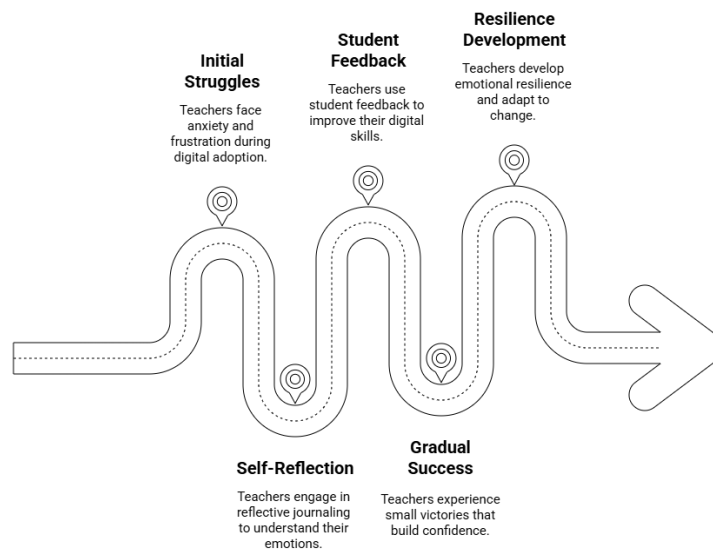 Initial
Struggles
Teachers face
anxiety and
frustration during
digital adoption.
Self-Reflection
Teachers engage in
reflective journaling
to understand their
emotions.
Student
Feedback
Teachers use
student feedback to
improve their digital
skills.
Gradual
Success
Teachers experience
small victories that
build confidence.
Resilience
Development
Teachers develop
emotional resilience
and adapt to
change.